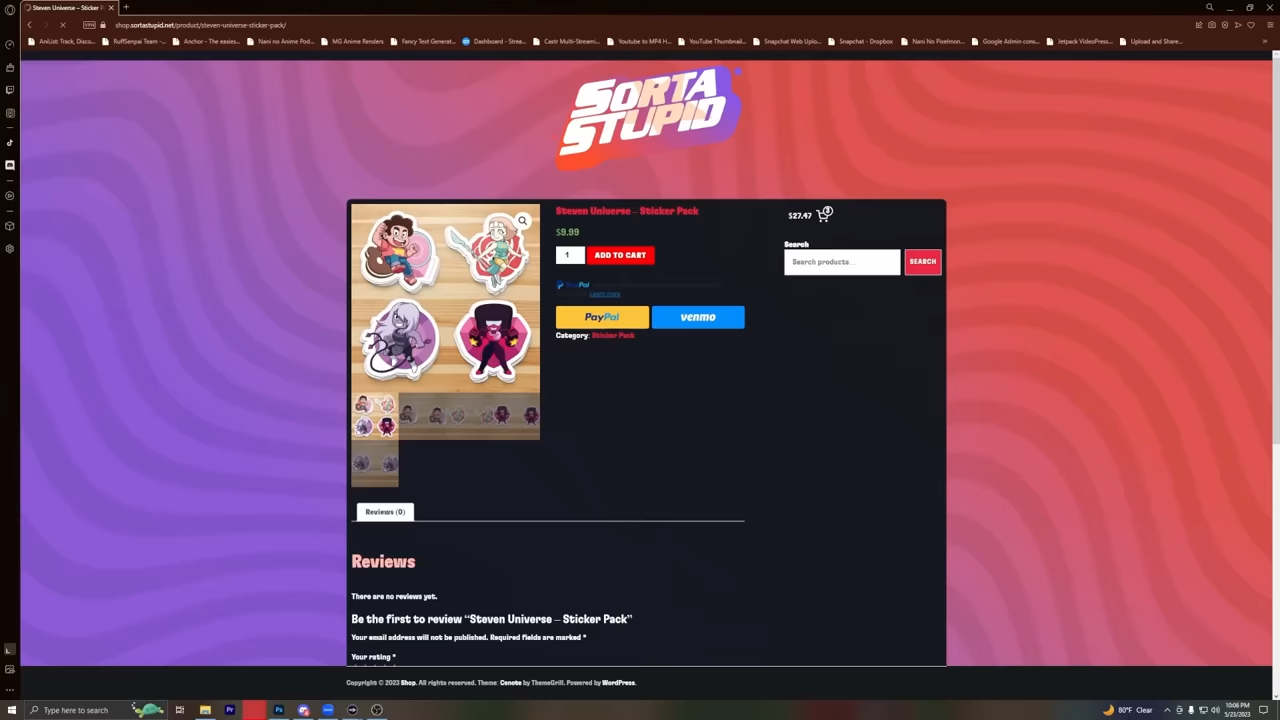 Steven Universe – Sticker P
VPN
shop.sortastupid.net/product/steven-universe-sticker-pack/
AniList: Track, Disco...
RuffSenpai Team -...
Anchor - The easies...
Nani no Anime Pod...
MG Anime Renders
Fancy Text Generat...
Dashboard - Strea...
Castr Multi-Streami...
Youtube to MP4 H...
YouTube Thumbnail...
Snapchat Web Uplo...
Snapchat - Dropbox
Nani No Pixelmon...
Google Admin cons...
Jetpack VideoPress...
Upload and Share...
SORTA
STUPID
Steven Universe – Sticker Pack
$9.99
1
ADD TO CART
PayPal
Learn more
PayPal
venmo
Category: Sticker Pack
$27.47
3
Search
Search products...
SEARCH
Reviews (0)
Reviews
There are no reviews yet.
Be the first to review “Steven Universe – Sticker Pack”
Your email address will not be published. Required fields are marked *
Your rating *
Copyright © 2023 Shop. All rights reserved. Theme: Cenote by ThemeGrill. Powered by WordPress.
Type here to search
80°F Clear
10:06 PM
5/23/2023